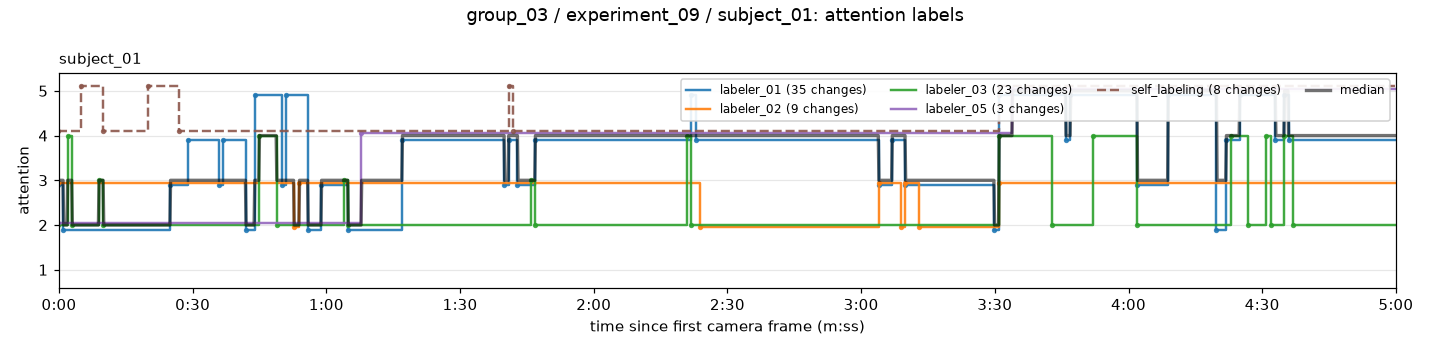 group_03 / experiment_09 / subject_01: attention labels
subject_01
labeler_01 (35 changes)
labeler_02 (9 changes)
labeler_03 (23 changes)
labeler_05 (3 changes)
self_labeling (8 changes)
median
attention
5
4
3
2
1
0:00 0:30 1:00 1:30 2:00 2:30 3:00 3:30 4:00 4:30 5:00
time since first camera frame (m:ss)